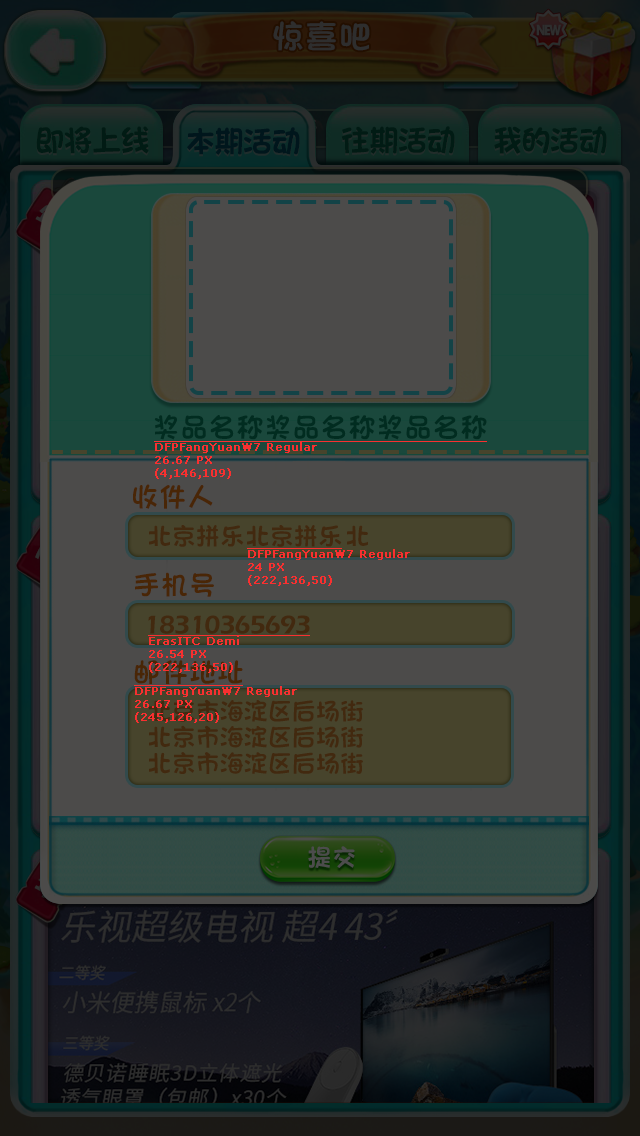 惊喜吧
NEW
即将上线
本期活动
往期活动
我的活动
奖品名称奖品名称奖品名称
DFPFangYuanW7 Regular
26.67 PX
(4,146,189)
收件人
北京拼乐北京拼乐北
DFPFangYuanW7 Regular
24 PX
(222,136,50)
手机号
18310365693
ErasITC Demi
26.54 PX
(222,136,50)
邮件地址
DFPFangYuanW7 Regular
26.67 PX
(245,126,20)
北京市海淀区后场街
北京市海淀区后场街
北京市海淀区后场街
提交
乐视超级电视 超4 43〞
二等奖
小米便携鼠标 x2个
三等奖
德贝诺睡眠3D立体遮光
透气眼罩（包邮）x30个